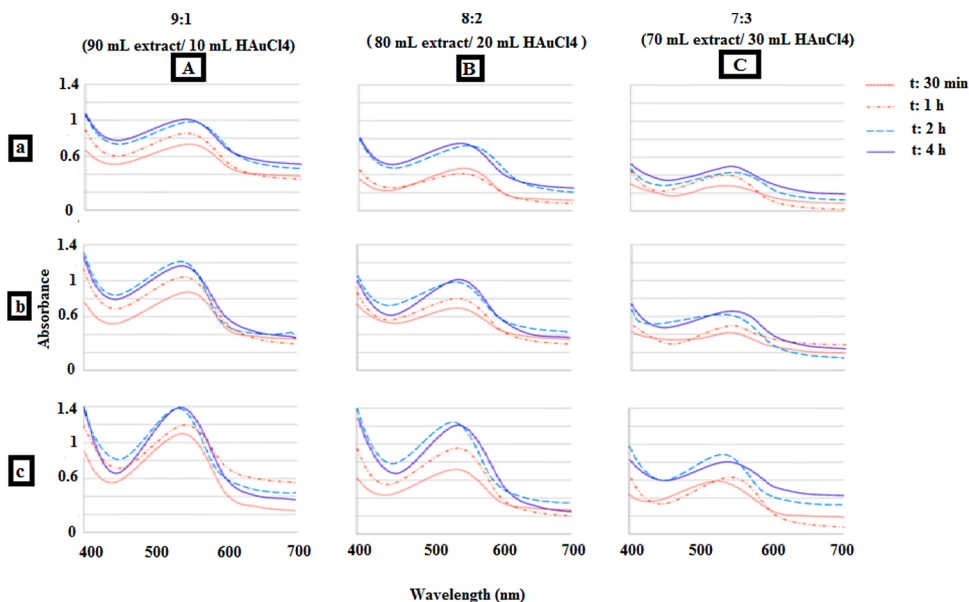 9:1
(90 mL extract/ 10 mL HAuCl4)
A
8:2
( 80 mL extract/ 20 mL HAuCl4 )
B
7:3
(70 mL extract/ 30 mL HAuCl4)
C
t: 30 min
t: 1 h
t: 2 h
t: 4 h
a
1.4
1
0.6
0
b
Absorbance
1.4
1
0.6
0
c
1.4
1
0.6
0
400 500 600 700
400 500 600 700
400 500 600 700
Wavelength (nm)